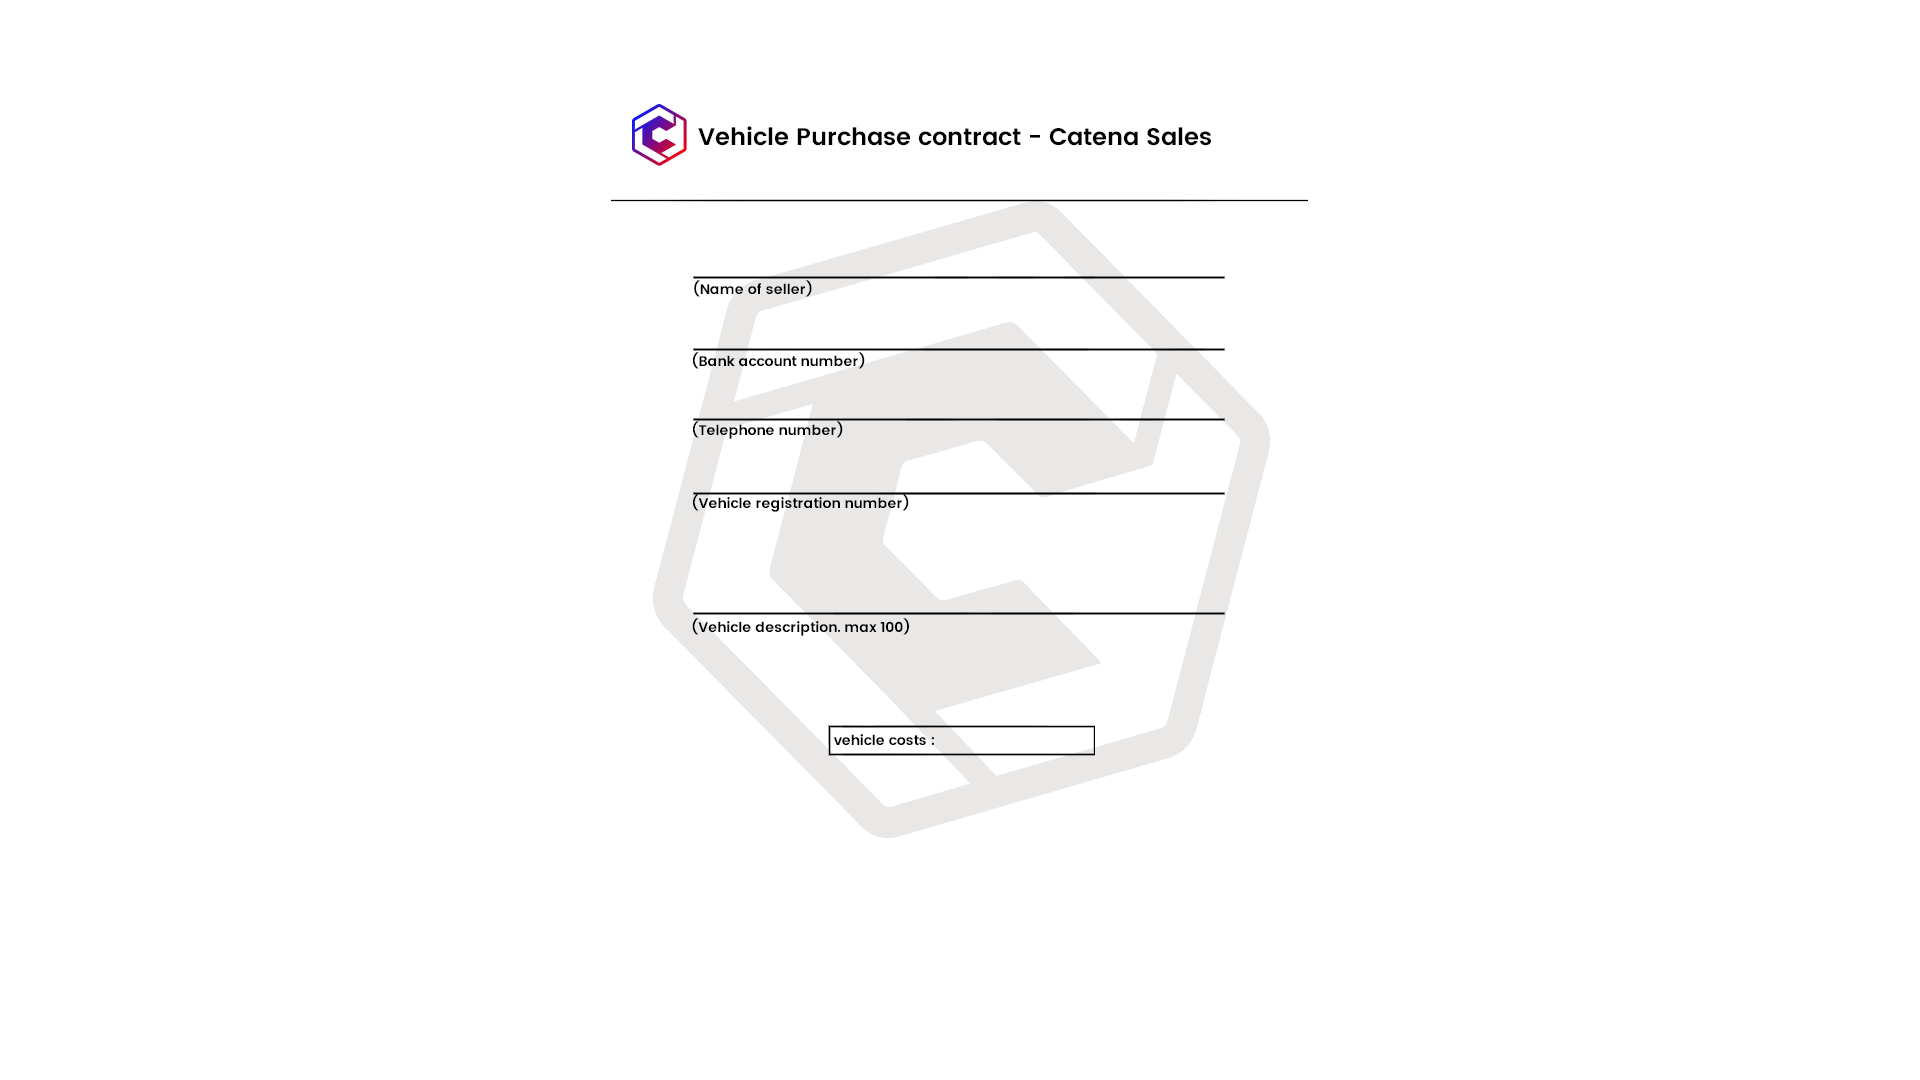 Vehicle Purchase contract - Catena Sales
(Name of seller)
(Bank account number)
(Telephone number)
(Vehicle registration number)
(Vehicle description. max 100)
vehicle costs :